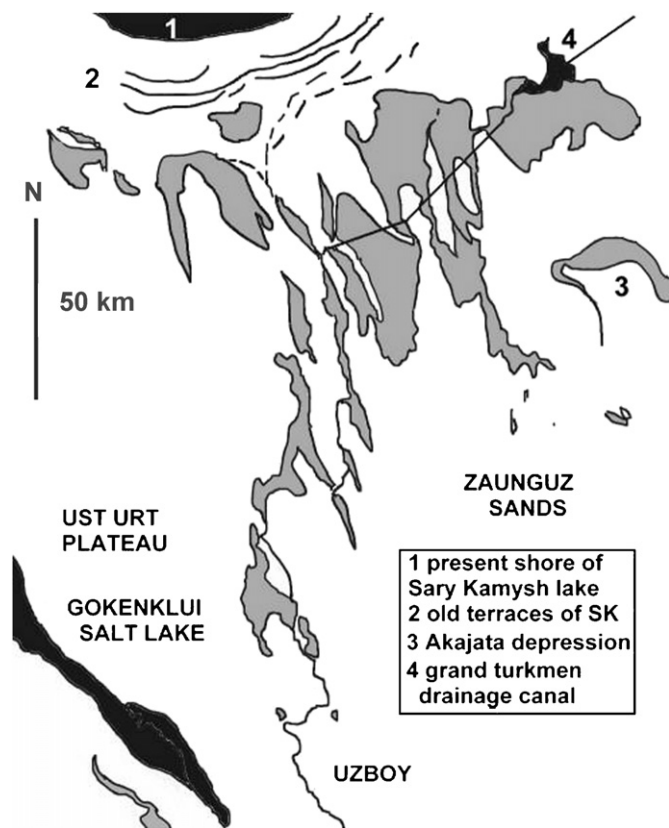 1
2
4
N
50 km
3
ZAUNGUZ
SANDS
UST URT
PLATEAU
GOKENKLUI
SALT LAKE
1 present shore of
Sary Kamysh lake
2 old terraces of SK
3 Akajata depression
4 grand turkmen
drainage canal
UZBOY